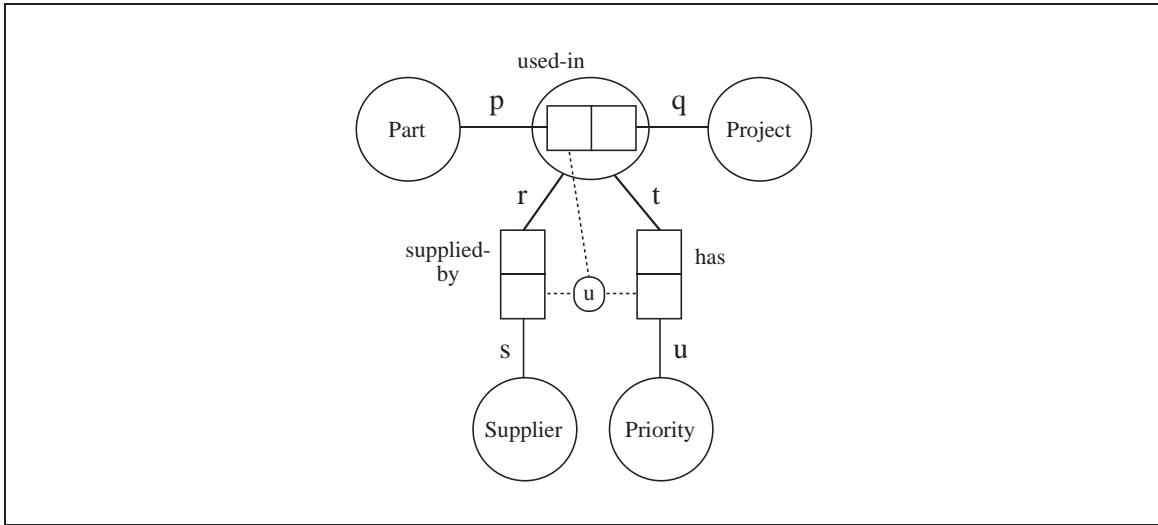 used-in
p
q
Part
Project
r
t
supplied-
by
has
u
s
u
Supplier
Priority